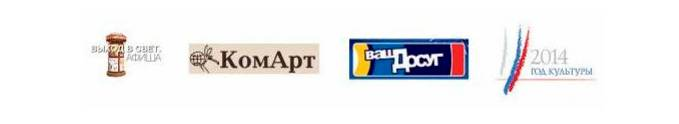 ВЫХОД В СВЕТ.
АФИША
КомАрт
ваш Досуг
2014
ГОД КУЛЬТУРЫ